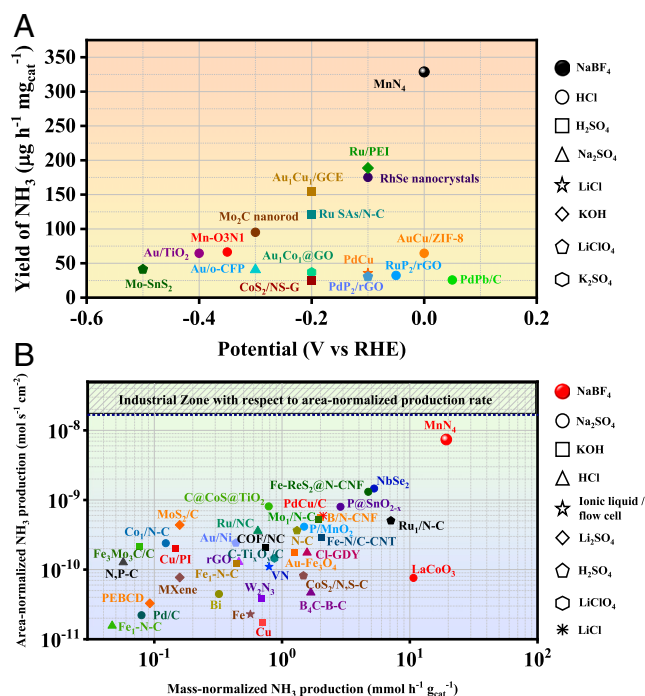 A
Yield of NH₃ (μg h⁻¹ mg_cat⁻¹)
350
300
250
200
150
100
50
0
-0.6
-0.4
-0.2
0.0
0.2
Potential (V vs RHE)
MnN₄
Ru/PEI
Au₁Cu₁/GCE
RhSe nanocrystals
Ru SAs/N-C
Mo₂C nanorod
Mn-O3N1
Au₁Co₁@GO
AuCu/ZIF-8
Au/TiO₂
PdCu
Au/o-CFP
RuP₂/rGO
Mo-SnS₂
CoS₂/NS-G
PdP₂/rGO
PdPb/C
NaBF₄
HCl
H₂SO₄
Na₂SO₄
LiCl
KOH
LiClO₄
K₂SO₄
B
Area-normalized NH₃ production (mol s⁻¹ cm⁻²)
10⁻⁸
10⁻⁹
10⁻¹⁰
10⁻¹¹
10⁻¹
10⁰
10¹
10²
Mass-normalized NH₃ production (mmol h⁻¹ g_cat⁻¹)
Industrial Zone with respect to area-normalized production rate
MnN₄
Fe-ReS₂@N-CNF
NbSe₂
C@CoS@TiO₂
PdCu/C
P@SnO₂₋ₓ
MoS₂/C
Ru/NC
Mo₁/N-C
B/N-CNF
Ru₁/N-C
Co₁/N-C
Au/Ni
P/MnO₂
COF/NC
N-C
Fe-N/C-CNT
Fe₃Mo₃C/C
Cu/PI
rGO
C-TiₓOᵧ/C
Cl-GDY
N,P-C
Fe₁-N-C
VN
Au-Fe₃O₄
LaCoO₃
MXene
W₂N₃
CoS₂/N,S-C
PEBCD
Bi
B₄C-B-C
Pd/C
Fe
Fe₁-N-C
Cu
NaBF₄
Na₂SO₄
KOH
HCl
Ionic liquid /
flow cell
Li₂SO₄
H₂SO₄
LiClO₄
LiCl